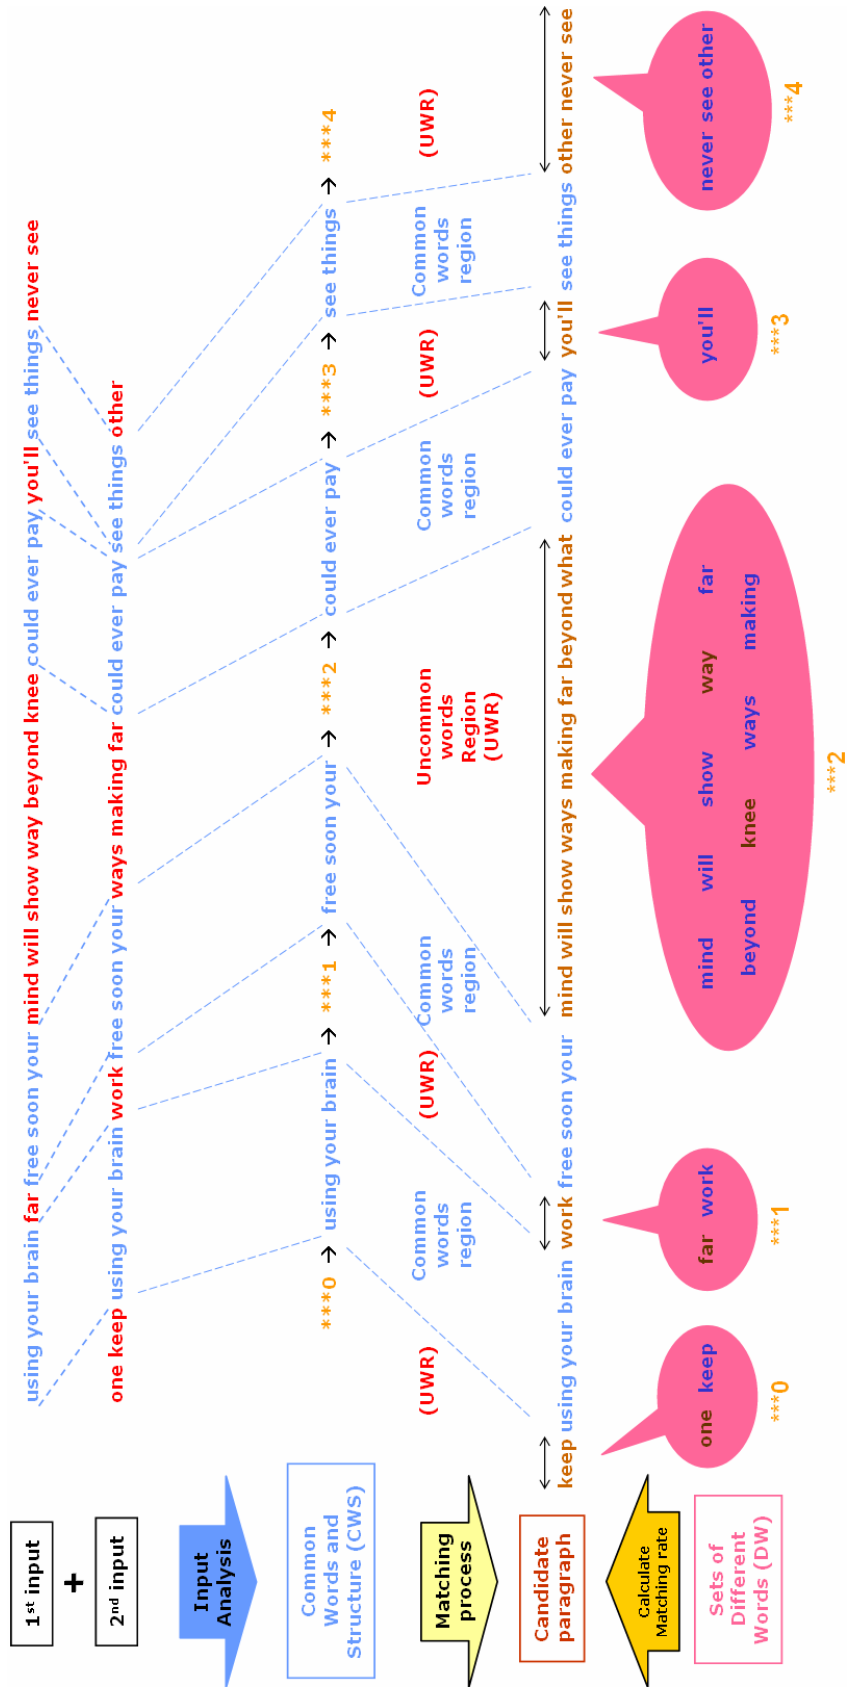 1st input
using your brain far free soon your mind will show way beyond knee could ever pay you'll see things never see
+
2nd input
one keep using your brain work free soon your ways making far could ever pay see things other
Input
Analysis
Common
Words and
Structure (CWS)
***0 → using your brain → ***1 → free soon your → ***2 → could ever pay → ***3 → see things → ***4
Matching
process
(UWR)
Common
words
region
(UWR)
Common
words
region
Uncommon
words
Region
(UWR)
Common
words
region
(UWR)
Common
words
region
(UWR)
Candidate
paragraph
keep using your brain work free soon your mind will show ways making far beyond what could ever pay you'll see things other never see
Calculate
Matching rate
Sets of
Different
Words (DW)
one keep
***0
far work
***1
mind will show way far
beyond knee ways making
***2
you'll
***3
never see other
***4